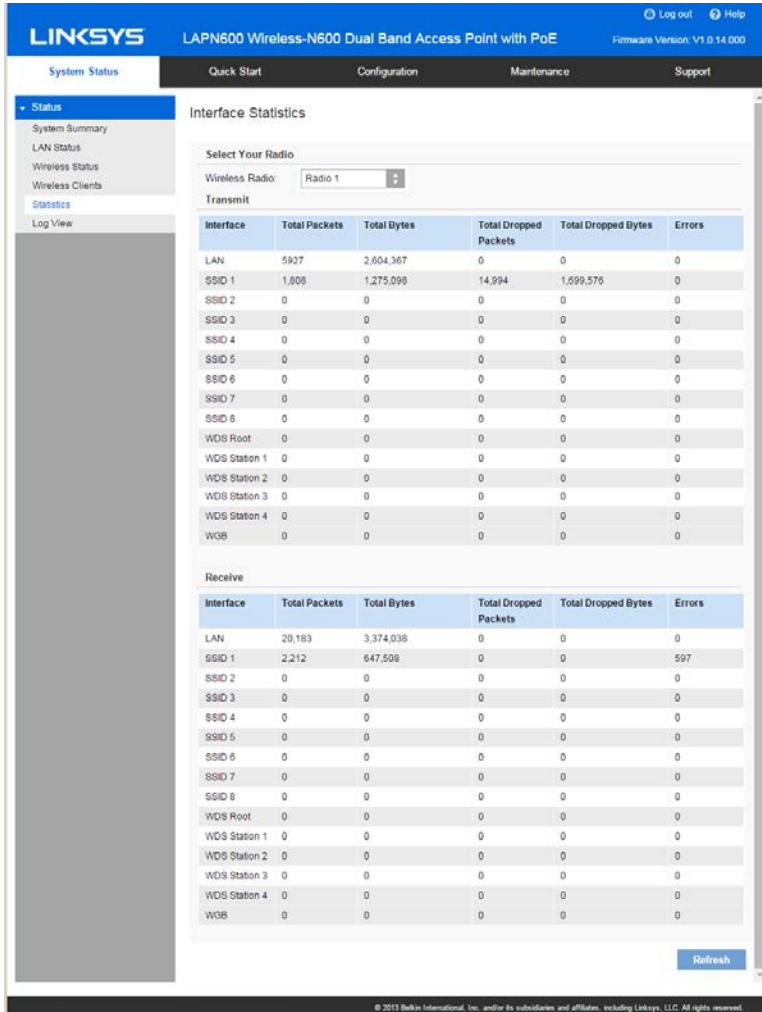 Log out Help
LINKSYS LAPN600 Wireless-N600 Dual Band Access Point with PoE Firmware Version: V1.0.14.000
System Status Quick Start Configuration Maintenance Support
Status
System Summary
LAN Status
Wireless Status
Wireless Clients
Statistics
Log View
Interface Statistics
Select Your Radio
Wireless Radio: Radio 1
Transmit
Interface Total Packets Total Bytes Total Dropped Packets Total Dropped Bytes Errors
LAN 5927 2,604,367 0 0 0
SSID 1 1,808 1,275,098 14,994 1,699,576 0
SSID 2 0 0 0 0 0
SSID 3 0 0 0 0 0
SSID 4 0 0 0 0 0
SSID 5 0 0 0 0 0
SSID 6 0 0 0 0 0
SSID 7 0 0 0 0 0
SSID 8 0 0 0 0 0
WDS Root 0 0 0 0 0
WDS Station 1 0 0 0 0 0
WDS Station 2 0 0 0 0 0
WDS Station 3 0 0 0 0 0
WDS Station 4 0 0 0 0 0
WGB 0 0 0 0 0
Receive
Interface Total Packets Total Bytes Total Dropped Packets Total Dropped Bytes Errors
LAN 20,183 3,374,038 0 0 0
SSID 1 2,212 647,508 0 0 597
SSID 2 0 0 0 0 0
SSID 3 0 0 0 0 0
SSID 4 0 0 0 0 0
SSID 5 0 0 0 0 0
SSID 6 0 0 0 0 0
SSID 7 0 0 0 0 0
SSID 8 0 0 0 0 0
WDS Root 0 0 0 0 0
WDS Station 1 0 0 0 0 0
WDS Station 2 0 0 0 0 0
WDS Station 3 0 0 0 0 0
WDS Station 4 0 0 0 0 0
WGB 0 0 0 0 0
Refresh
© 2013 Belkin International, Inc. and/or its subsidiaries and affiliates, including Linksys, LLC. All rights reserved.